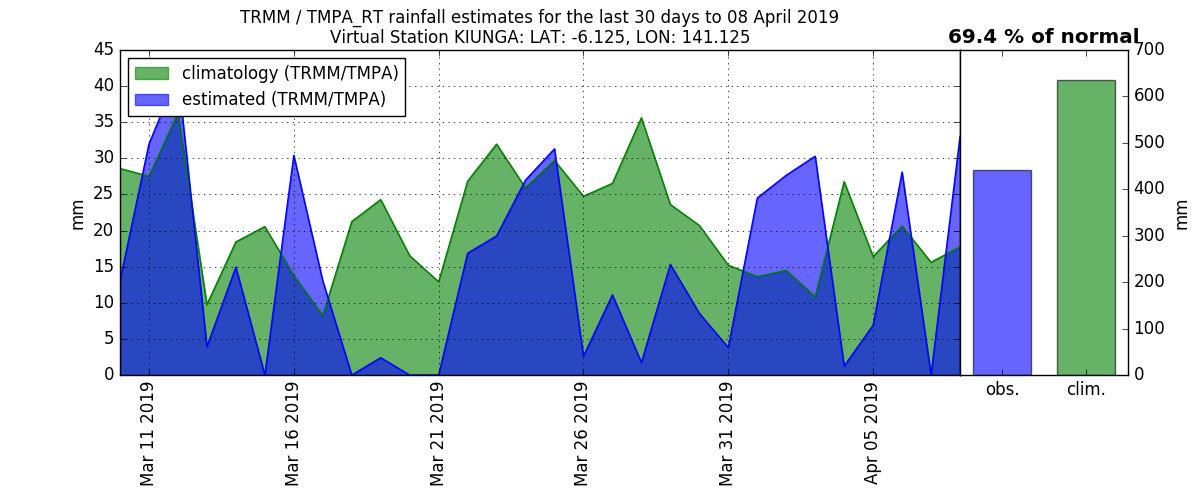 TRMM / TMPA_RT rainfall estimates for the last 30 days to 08 April 2019
Virtual Station KIUNGA: LAT: -6.125, LON: 141.125
69.4 % of normal
climatology (TRMM/TMPA)
estimated (TRMM/TMPA)
45
40
35
30
25
20
15
10
5
0
mm
Mar 11 2019
Mar 16 2019
Mar 21 2019
Mar 26 2019
Mar 31 2019
Apr 05 2019
700
600
500
400
300
200
100
0
mm
obs.
clim.